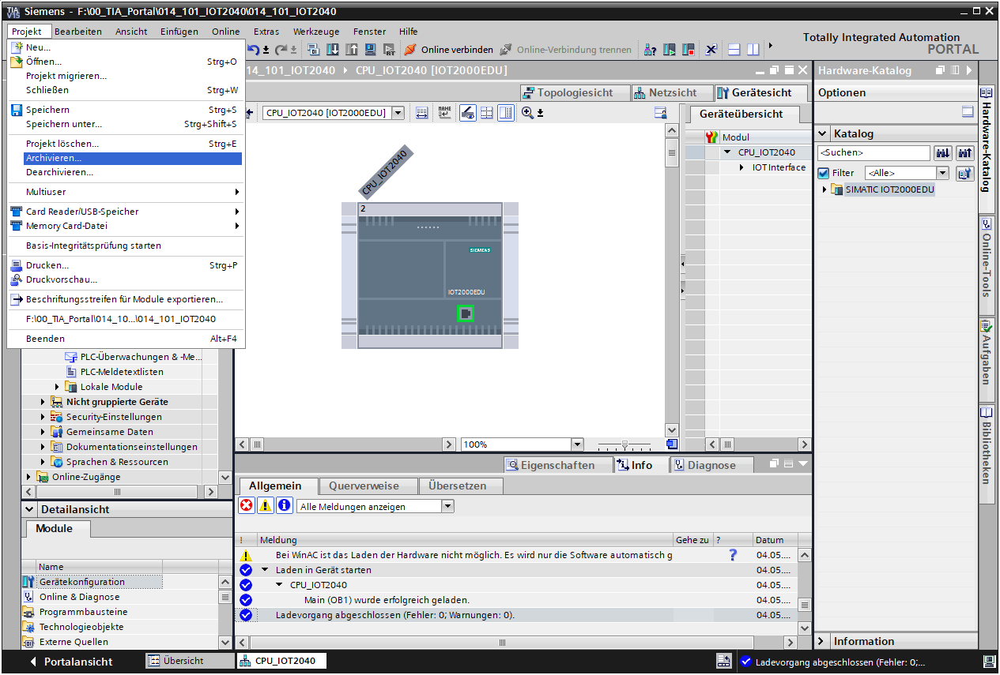 Siemens - F:\00_TIA_Portal\014_101_IOT2040\014_101_IOT2040
Projekt Bearbeiten Ansicht Einfügen Online Extras Werkzeuge Fenster Hilfe
Totally Integrated Automation
PORTAL
Neu...
Öffnen... Strg+O
Projekt migrieren...
Schließen Strg+W
Speichern Strg+S
Speichern unter... Strg+Shift+S
Projekt löschen... Strg+E
Archivieren...
Dearchivieren...
Multiuser
Card Reader/USB-Speicher
Memory Card-Datei
Basis-Integritätsprüfung starten
Drucken... Strg+P
Druckvorschau...
Beschriftungsstreifen für Module exportieren...
F:\00_TIA_Portal\014_10...\014_101_IOT2040
Beenden Alt+F4
Online verbinden Online-Verbindung trennen
14_101_IOT2040 CPU_IOT2040 [IOT2000EDU]
Topologiesicht Netzsicht Gerätesicht
CPU_IOT2040 [IOT2000EDU]
CPU_IOT2040
2
SIEMENS
IOT2000EDU
100%
Geräteübersicht
Modul
CPU_IOT2040
IOT Interface
Hardware-Katalog
Optionen
Katalog
<Suchen>
Filter <Alle>
SIMATIC IOT2000EDU
Information
Hardware-Katalog
Online-Tools
Aufgaben
Bibliotheken
PLC-Überwachungen & -Me...
PLC-Meldetextlisten
Lokale Module
Nicht gruppierte Geräte
Security-Einstellungen
Gemeinsame Daten
Dokumentationseinstellungen
Sprachen & Ressourcen
Online-Zugänge
Detailansicht
Module
Name
Gerätekonfiguration
Online & Diagnose
Programmbausteine
Technologieobjekte
Externe Quellen
Eigenschaften Info Diagnose
Allgemein Querverweise Übersetzen
Alle Meldungen anzeigen
! Meldung Gehe zu ? Datum
Bei WinAC ist das Laden der Hardware nicht möglich. Es wird nur die Software automatisch g ? 04.05....
Laden in Gerät starten 04.05....
CPU_IOT2040 04.05....
Main (OB1) wurde erfolgreich geladen. 04.05....
Ladevorgang abgeschlossen (Fehler: 0; Warnungen: 0). 04.05....
Portalansicht Übersicht CPU_IOT2040 Ladevorgang abgeschlossen (Fehler: 0;...